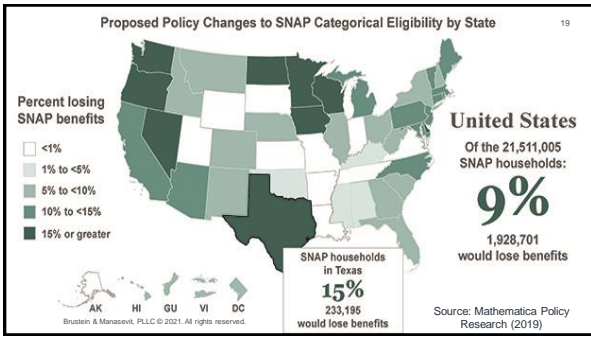 Proposed Policy Changes to SNAP Categorical Eligibility by State
19
Percent losing
SNAP benefits
<1%
1% to <5%
5% to <10%
10% to <15%
15% or greater
United States
Of the 21,511,005
SNAP households:
9%
1,928,701
would lose benefits
SNAP households
in Texas
15%
233,195
would lose benefits
AK HI GU VI DC
Brustein & Manasevit, PLLC © 2021. All rights reserved.
Source: Mathematica Policy
Research (2019)